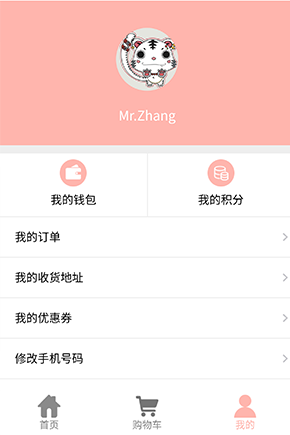 Mr.Zhang
我的钱包
我的积分
我的订单
我的收货地址
我的优惠券
修改手机号码
首页
购物车
我的